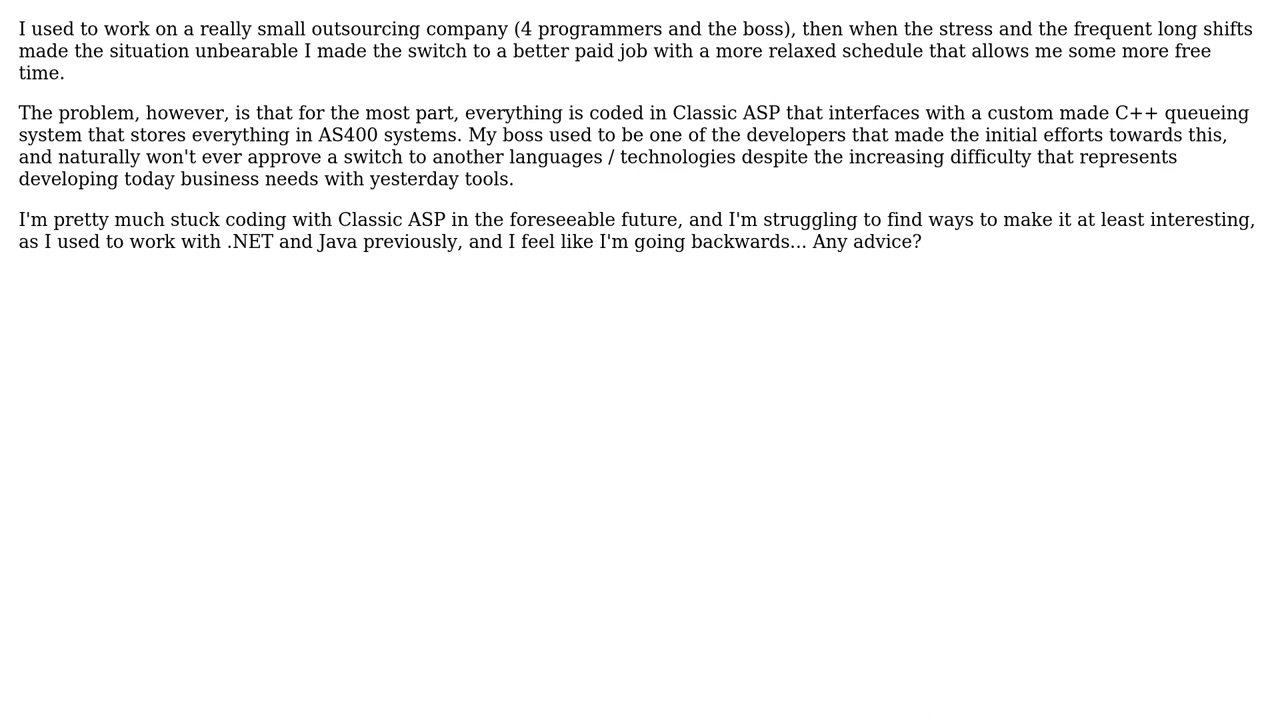 I used to work on a really small outsourcing company (4 programmers and the boss), then when the stress and the frequent long shifts
made the situation unbearable I made the switch to a better paid job with a more relaxed schedule that allows me some more free
time.
The problem, however, is that for the most part, everything is coded in Classic ASP that interfaces with a custom made C++ queueing
system that stores everything in AS400 systems. My boss used to be one of the developers that made the initial efforts towards this,
and naturally won't ever approve a switch to another languages / technologies despite the increasing difficulty that represents
developing today business needs with yesterday tools.
I'm pretty much stuck coding with Classic ASP in the foreseeable future, and I'm struggling to find ways to make it at least interesting,
as I used to work with .NET and Java previously, and I feel like I'm going backwards... Any advice?